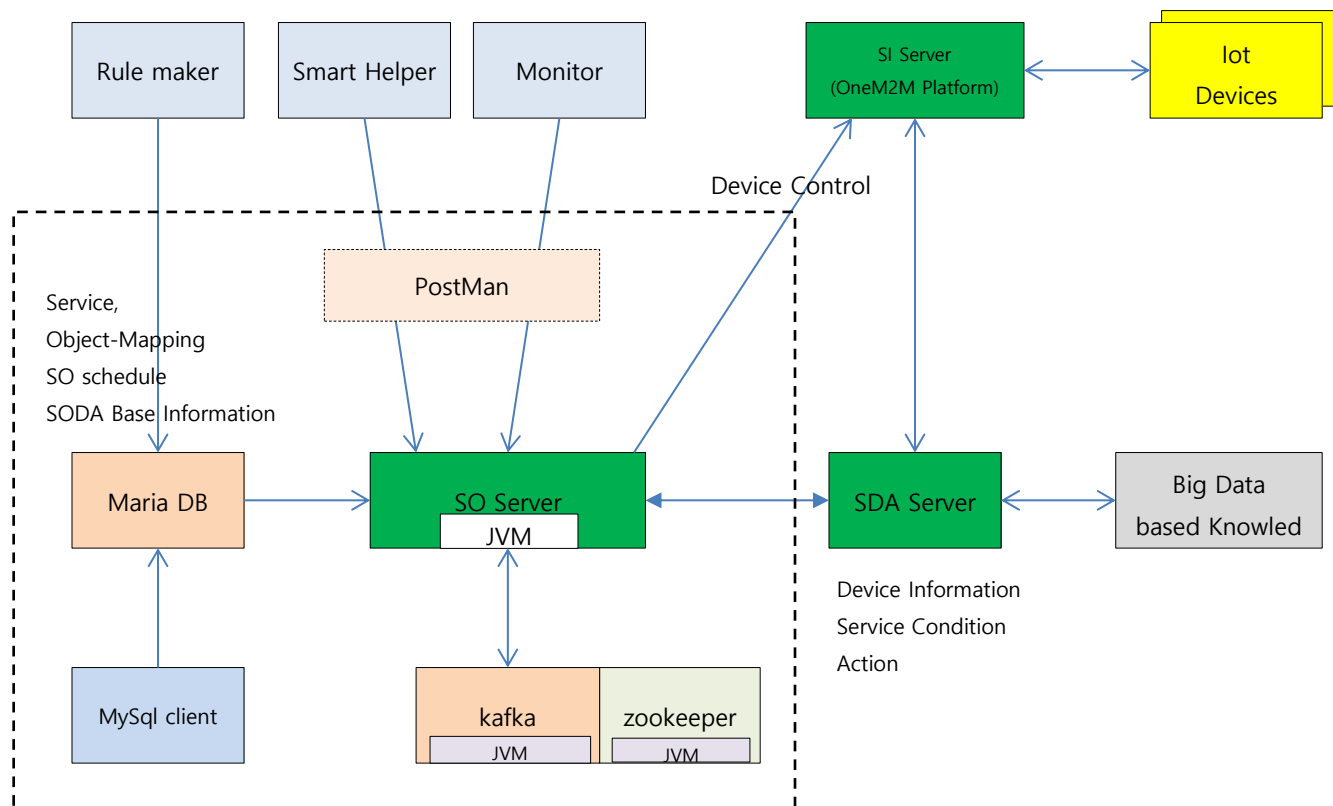 Rule maker
Smart Helper
Monitor
SI Server
(OneM2M Platform)
Iot
Devices
Device Control
PostMan
Service,
Object-Mapping
SO schedule
SODA Base Information
Maria DB
SO Server
JVM
SDA Server
Big Data
based Knowled
Device Information
Service Condition
Action
MySql client
kafka
JVM
zookeeper
JVM